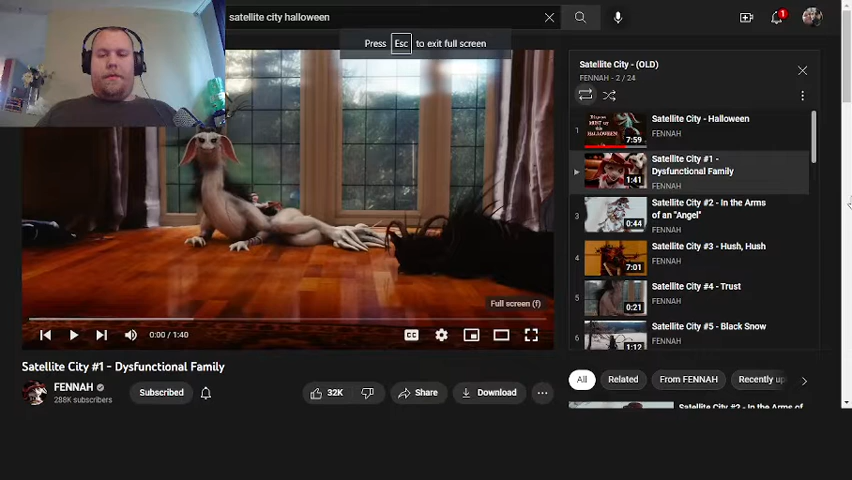 satellite city halloween
Press Esc to exit full screen
1
Full screen (f)
0:00 / 1:40
Satellite City #1 - Dysfunctional Family
FENNAH
288K subscribers
Subscribed
32K
Share
Download
Satellite City - (OLD)
FENNAH - 2 / 24
1
7:59
Satellite City - Halloween
FENNAH
1:41
Satellite City #1 -
Dysfunctional Family
FENNAH
3
0:44
Satellite City #2 - In the Arms
of an "Angel"
FENNAH
4
7:01
Satellite City #3 - Hush, Hush
FENNAH
5
0:21
Satellite City #4 - Trust
FENNAH
6
1:12
Satellite City #5 - Black Snow
FENNAH
All
Related
From FENNAH
Recently up
Satellite City #2 - In the Arms of